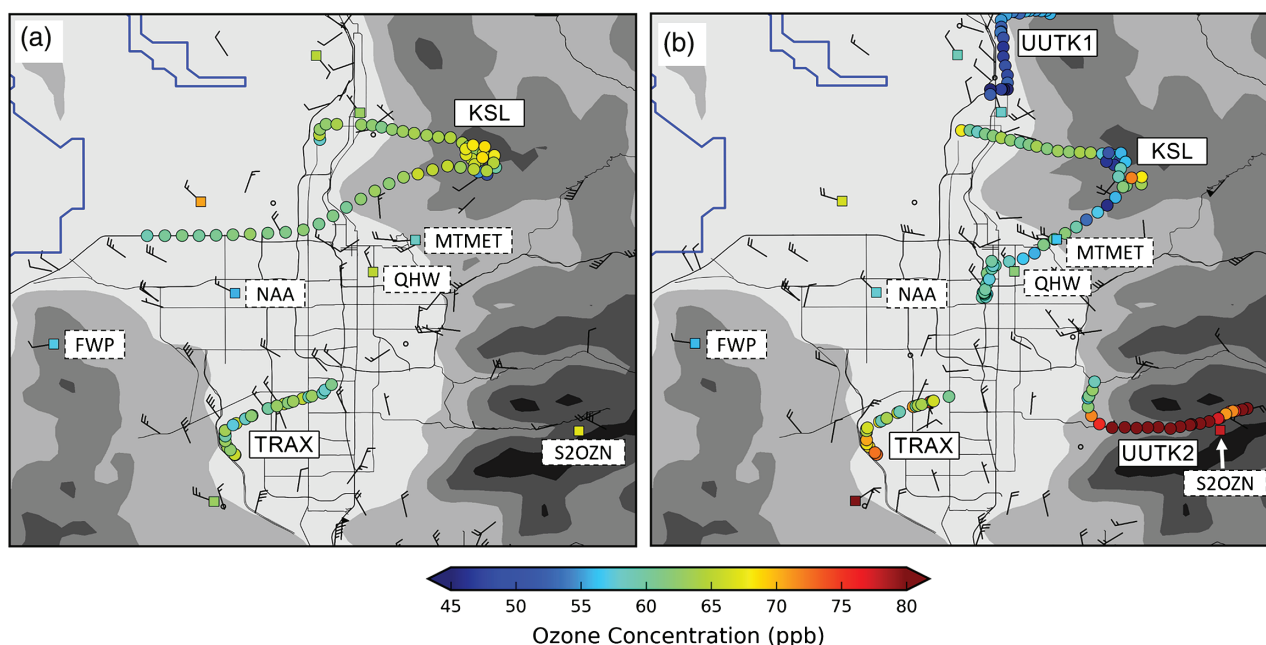 (a)
KSL
MTMET
QHW
NAA
FWP
TRAX
S2OZN
(b)
UUTK1
KSL
MTMET
QHW
NAA
FWP
TRAX
UUTK2
S2OZN
45 50 55 60 65 70 75 80
Ozone Concentration (ppb)